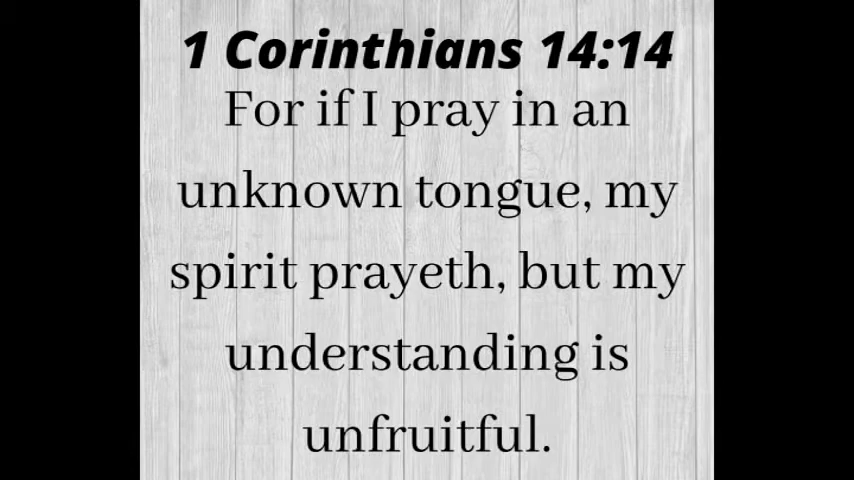 1 Corinthians 14:14
For if I pray in an
unknown tongue, my
spirit prayeth, but my
understanding is
unfruitful.